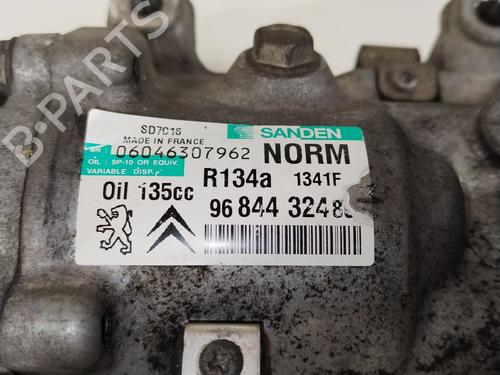 SD7C16
SANDEN
MADE IN FRANCE
06046307962 NORM
OIL : SP-10 OR EQUIV.
VARIABLE DISP.
R134a 1341F
Oil 135cc
96 844 324 8